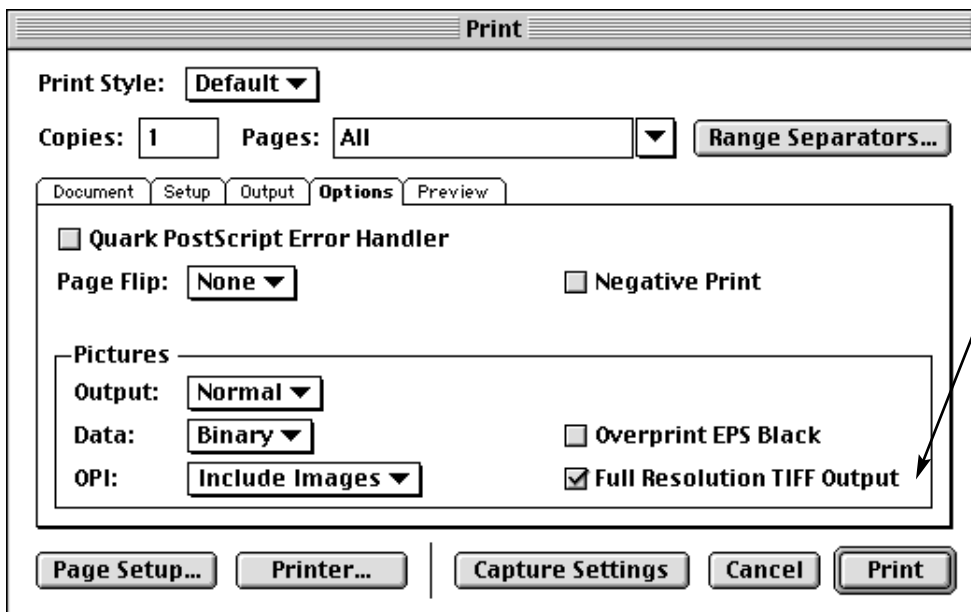 Print
Print Style: Default
Copies: 1 Pages: All Range Separators...
Document Setup Output Options Preview
Quark PostScript Error Handler
Page Flip: None Negative Print
Pictures
Output: Normal
Data: Binary Overprint EPS Black
OPI: Include Images Full Resolution TIFF Output
Page Setup... Printer... Capture Settings Cancel Print